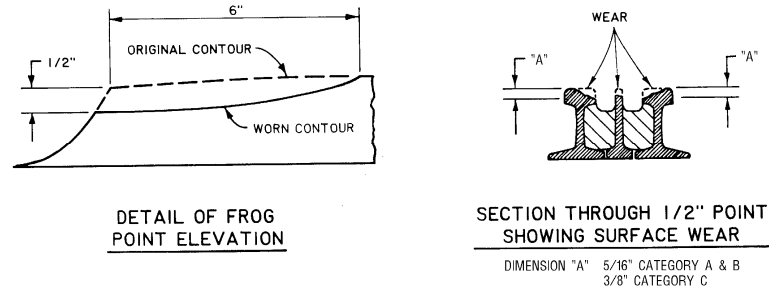 6"
1/2"
ORIGINAL CONTOUR
WORN CONTOUR
DETAIL OF FROG
POINT ELEVATION
WEAR
"A"
"A"
SECTION THROUGH 1/2" POINT
SHOWING SURFACE WEAR
DIMENSION "A" 5/16" CATEGORY A & B
3/8" CATEGORY C